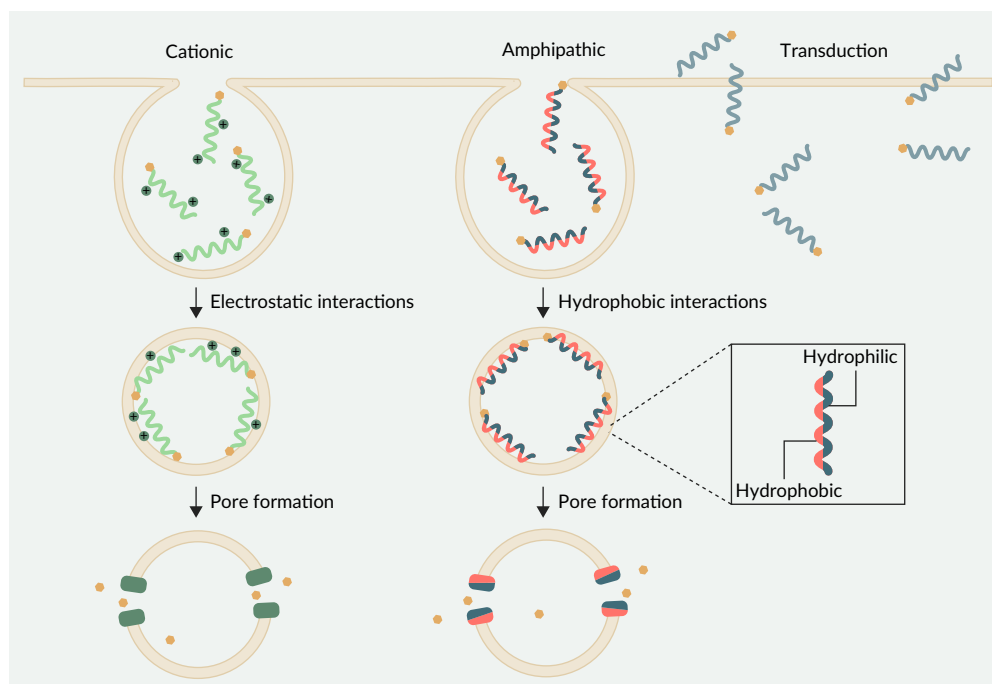 Cationic
Amphipathic
Transduction
Electrostatic interactions
Hydrophobic interactions
Hydrophilic
Hydrophobic
Pore formation
Pore formation